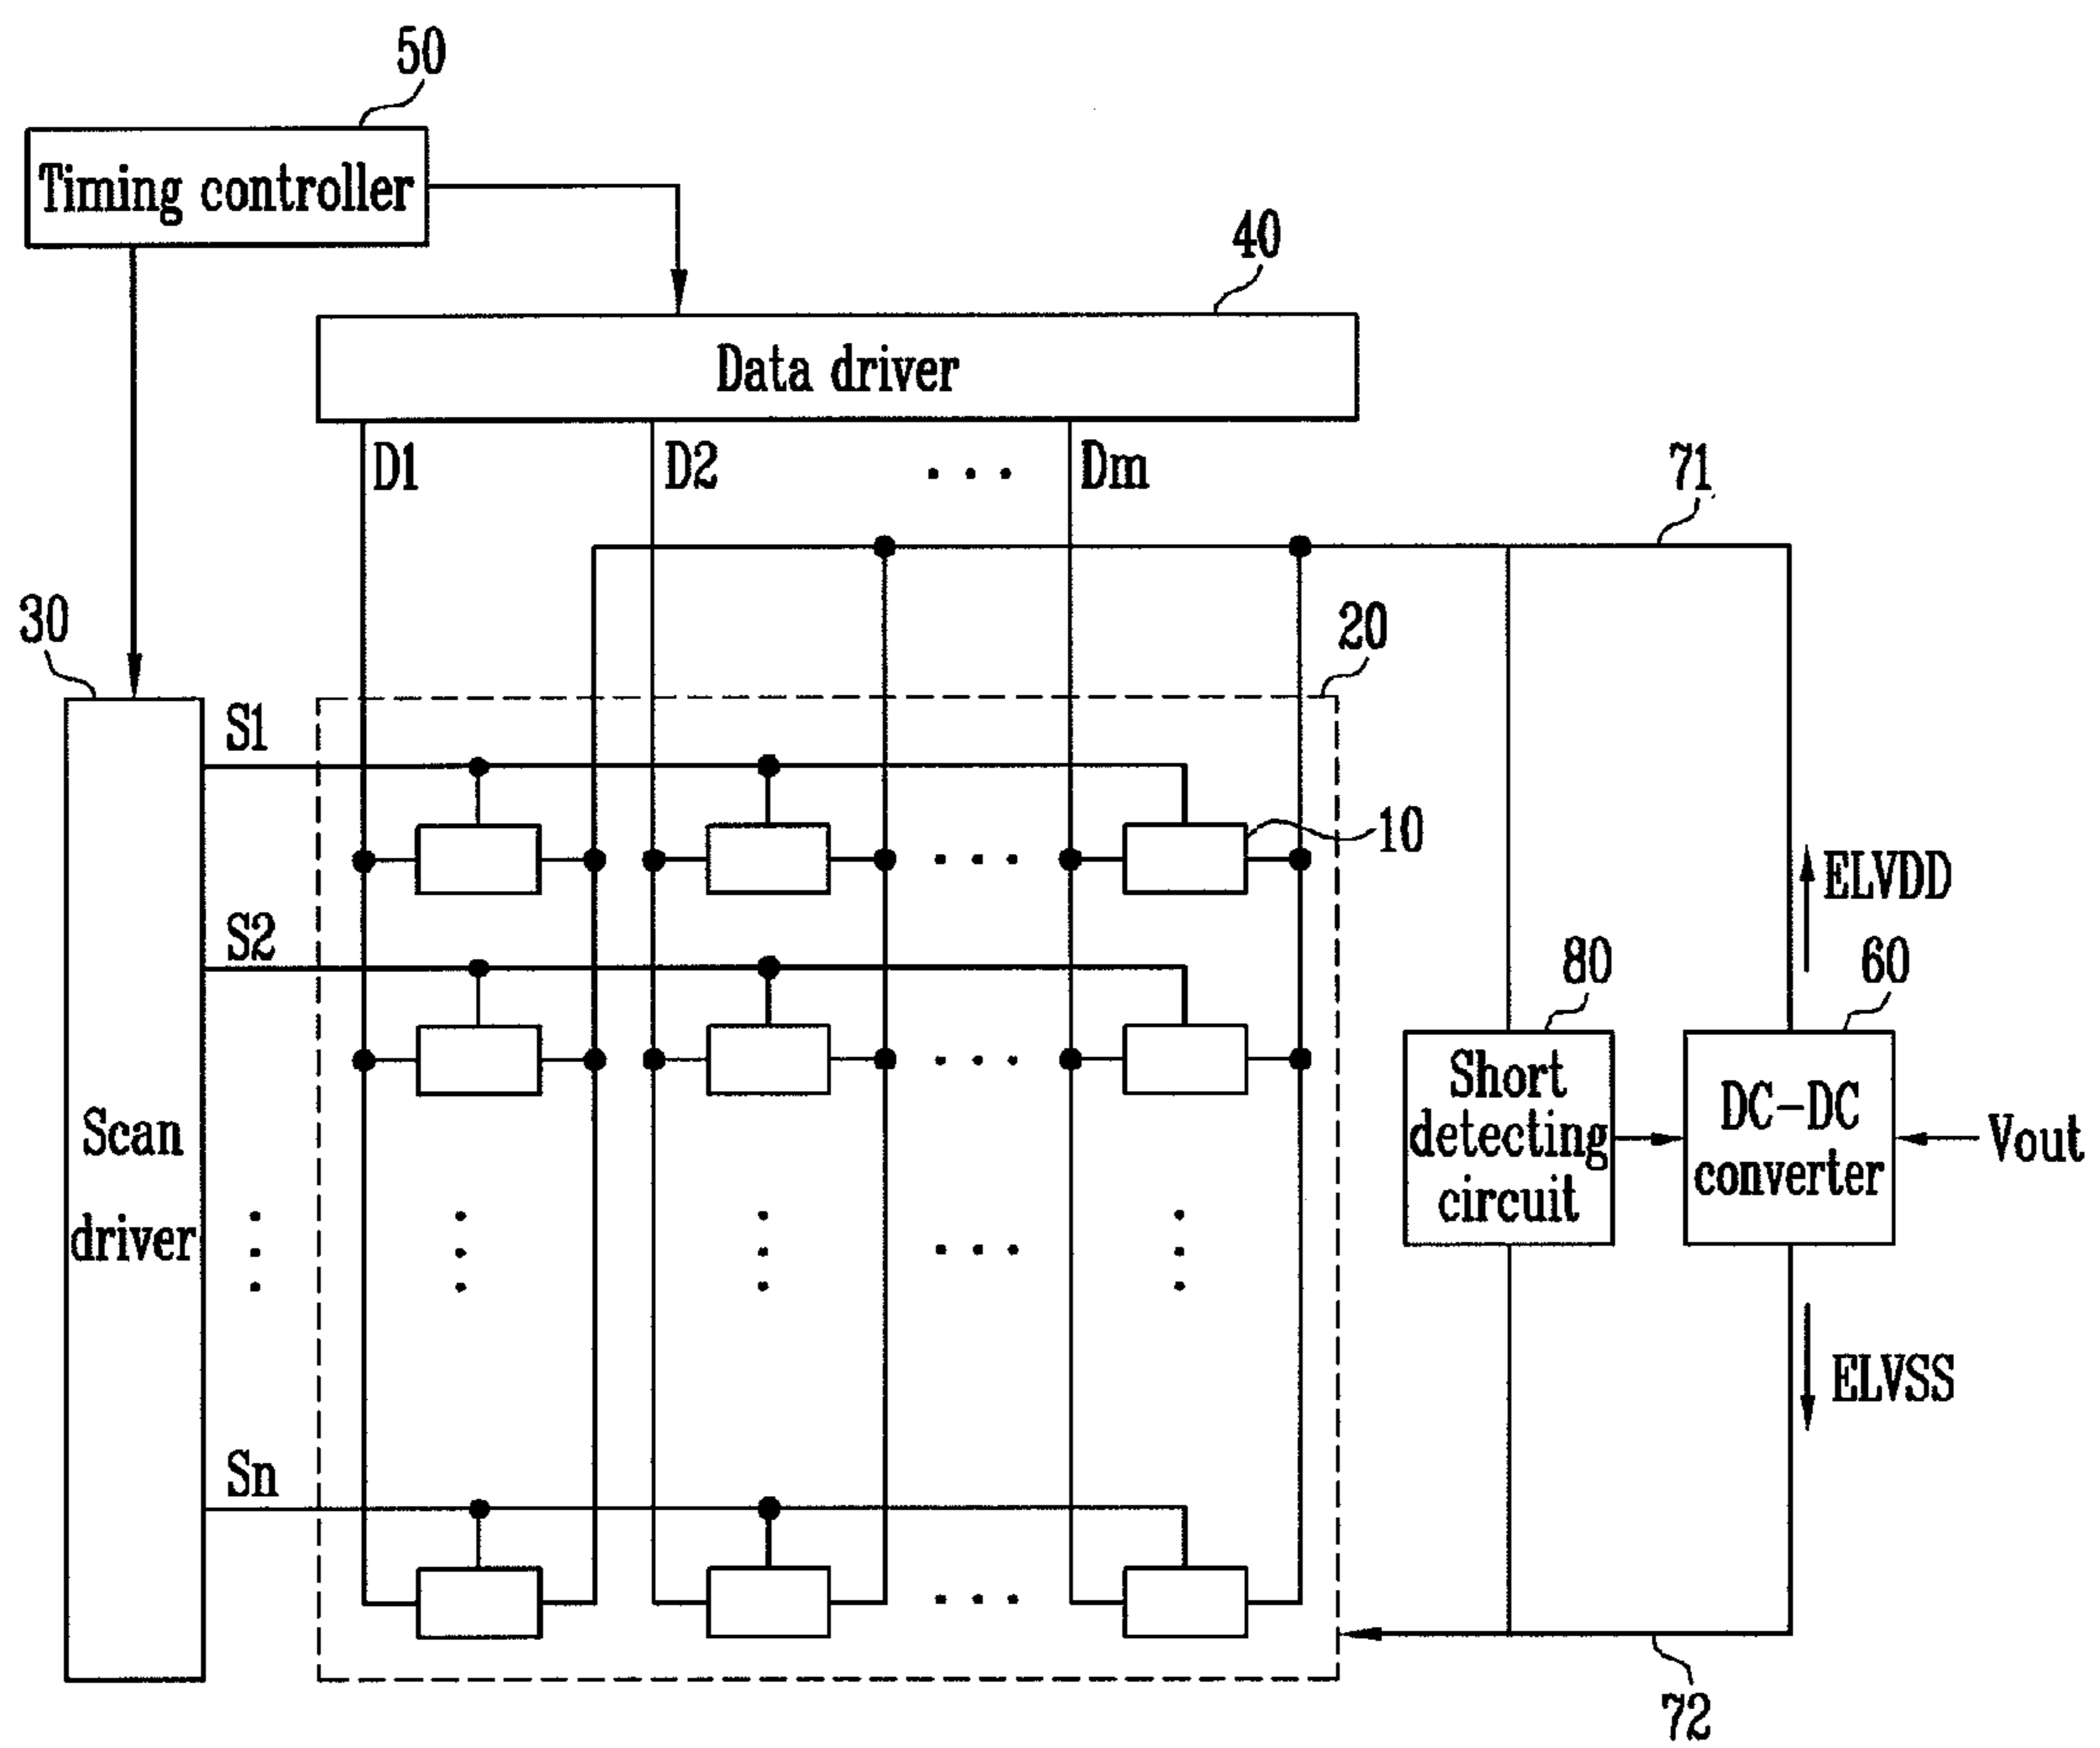 50
Timing controller
40
Data driver
D1
D2
. . .
Dm
71
30
20
S1
10
ELVDD
S2
80
60
Short
detecting
circuit
DC-DC
converter
Vout
Scan
driver
ELVSS
Sn
72